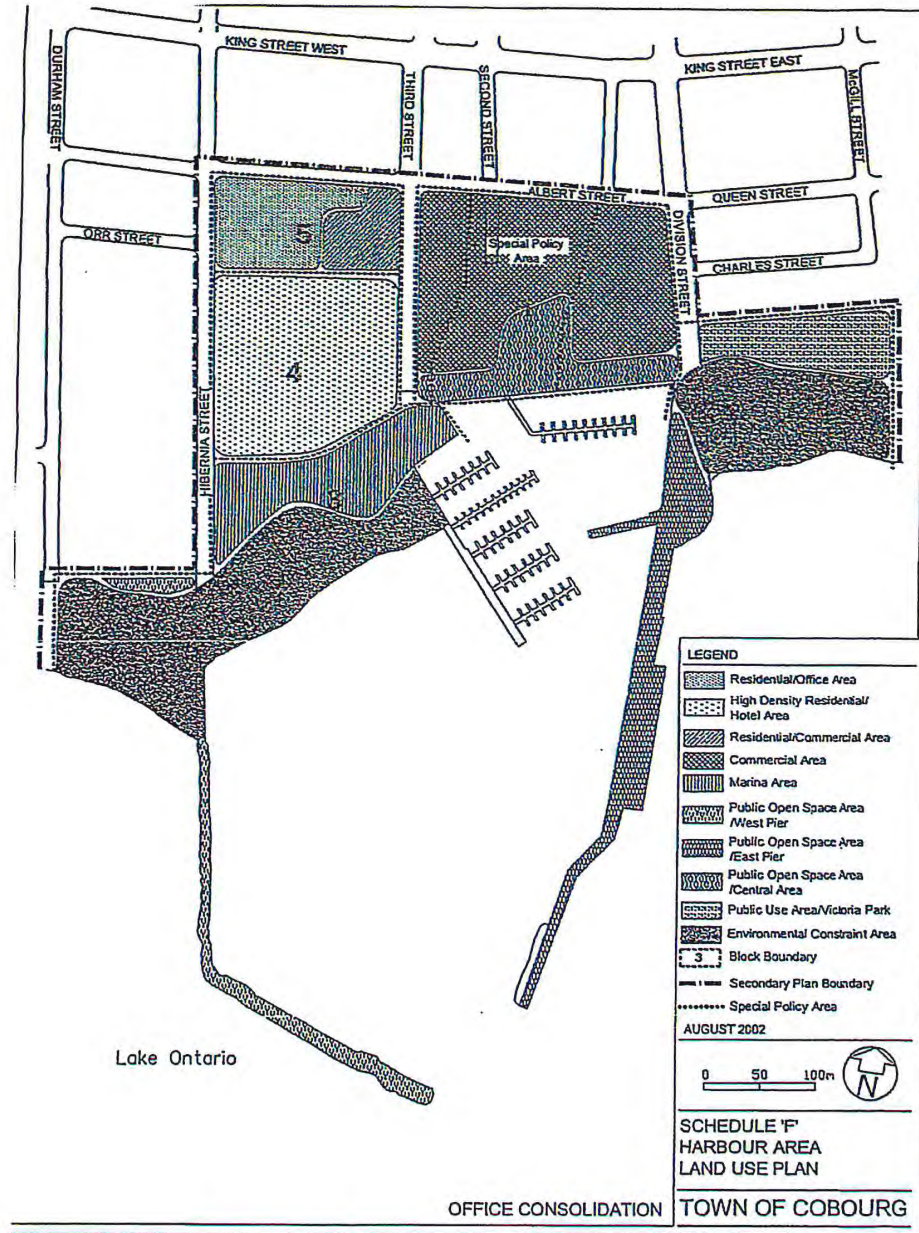 KING STREET WEST
KING STREET EAST
DURHAM STREET
THIRD STREET
SECOND STREET
McGILL STREET
ALBERT STREET
QUEEN STREET
ORR STREET
5
Special Policy
Area
DIVISION STREET
CHARLES STREET
4
HIBERNIA STREET
LEGEND
Residential/Office Area
High Density Residential/
Hotel Area
Residential/Commercial Area
Commercial Area
Marina Area
Public Open Space Area
/West Pier
Public Open Space Area
/East Pier
Public Open Space Area
/Central Area
Public Use Area/Victoria Park
Environmental Constraint Area
3 Block Boundary
Secondary Plan Boundary
Special Policy Area
AUGUST 2002
Lake Ontario
0 50 100m
N
SCHEDULE 'F'
HARBOUR AREA
LAND USE PLAN
OFFICE CONSOLIDATION
TOWN OF COBOURG